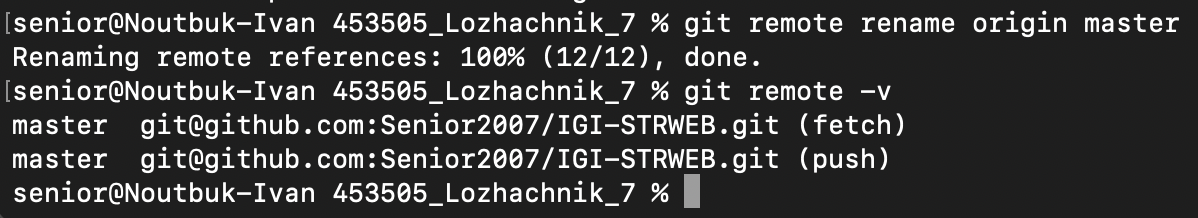 [senior@Noutbuk-Ivan 453505_Lozhachnik_7 % git remote rename origin master
Renaming remote references: 100% (12/12), done.
[senior@Noutbuk-Ivan 453505_Lozhachnik_7 % git remote -v
master  git@github.com:Senior2007/IGI-STRWEB.git (fetch)
master  git@github.com:Senior2007/IGI-STRWEB.git (push)
senior@Noutbuk-Ivan 453505_Lozhachnik_7 %